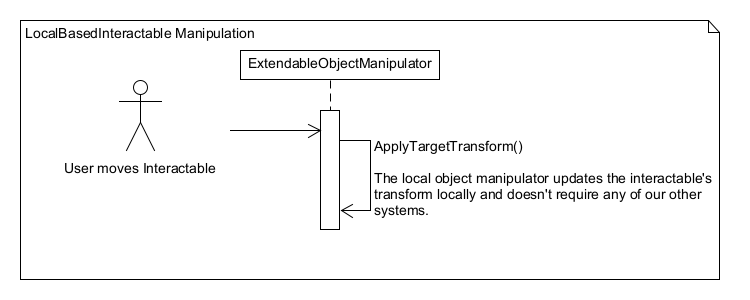 LocalBasedInteractable Manipulation
ExtendableObjectManipulator
User moves Interactable
ApplyTargetTransform()
The local object manipulator updates the interactable's
transform locally and doesn't require any of our other
systems.